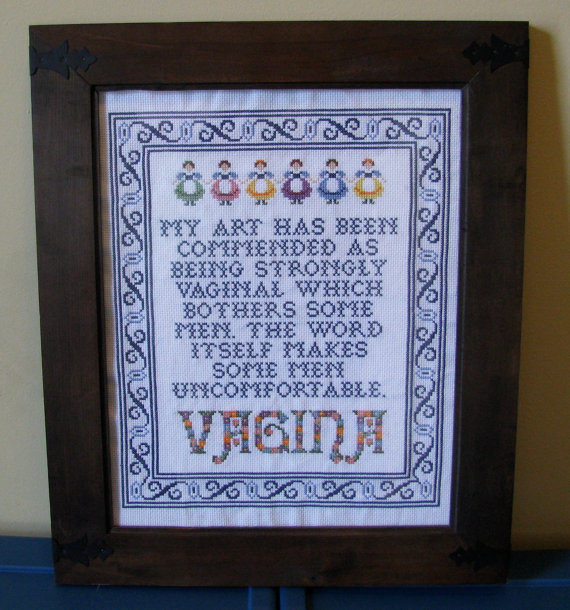 MY ART HAS BEEN
COMMENDED AS
BEING STRONGLY
VAGINAL WHICH
BOTHERS SOME
MEN. THE WORD
ITSELF MAKES
SOME MEN
UNCOMFORTABLE.
VAGINA